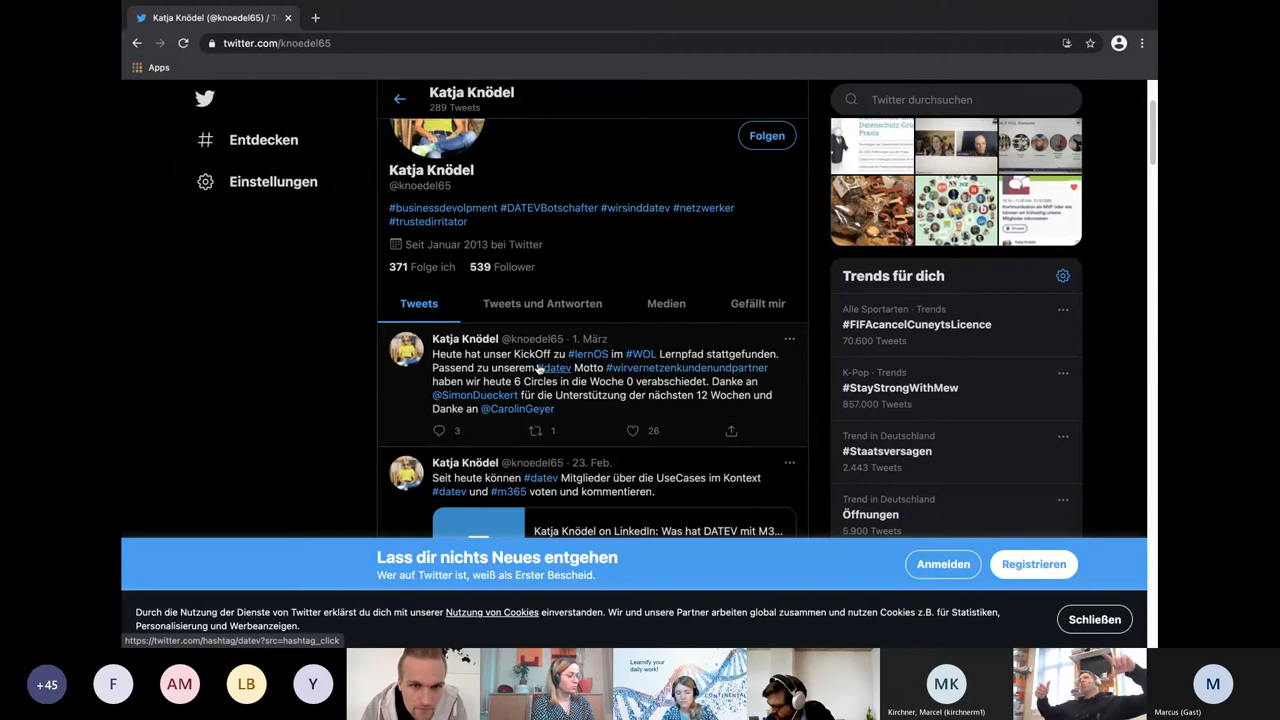 Katja Knödel (@knoedel65) / T
twitter.com/knoedel65
Apps
Katja Knödel
289 Tweets
Twitter durchsuchen
Entdecken
Einstellungen
Folgen
Katja Knödel
@knoedel65
#businessdevolpment #DATEVBotschafter #wirsinddatev #netzwerker
#trustedirritator
Seit Januar 2013 bei Twitter
371 Folge ich 539 Follower
Tweets Tweets und Antworten Medien Gefällt mir
Katja Knödel @knoedel65 · 1. März
Heute hat unser KickOff zu #lernOS im #WOL Lernpfad stattgefunden.
Passend zu unserem #datev Motto #wirvernetzenkundenundpartner
haben wir heute 6 Circles in die Woche 0 verabschiedet. Danke an
@SimonDueckert für die Unterstützung der nächsten 12 Wochen und
Danke an @CarolinGeyer
3 1 26
Katja Knödel @knoedel65 · 23. Feb.
Seit heute können #datev Mitglieder über die UseCases im Kontext
#datev und #m365 voten und kommentieren.
Katja Knödel on LinkedIn: Was hat DATEV mit M3...
Datenschutz-Gru
Praxis
Trends für dich
Alle Sportarten · Trends
#FIFAcancelCuneytsLicence
70.600 Tweets
K-Pop · Trends
#StayStrongWithMew
857.000 Tweets
Trend in Deutschland
#Staatsversagen
2.443 Tweets
Trend in Deutschland
Öffnungen
5.900 Tweets
Lass dir nichts Neues entgehen
Wer auf Twitter ist, weiß als Erster Bescheid.
Anmelden
Registrieren
Durch die Nutzung der Dienste von Twitter erklärst du dich mit unserer Nutzung von Cookies einverstanden. Wir und unsere Partner arbeiten global zusammen und nutzen Cookies z.B. für Statistiken,
Personalisierung und Werbeanzeigen.
Schließen
https://twitter.com/hashtag/datev?src=hashtag_click
+45
F
AM
LB
Y
Learnify your
daily work!
CONTINENTAL
MK
Kirchner, Marcel (kirchnerm1)
M
Marcus (Gast)